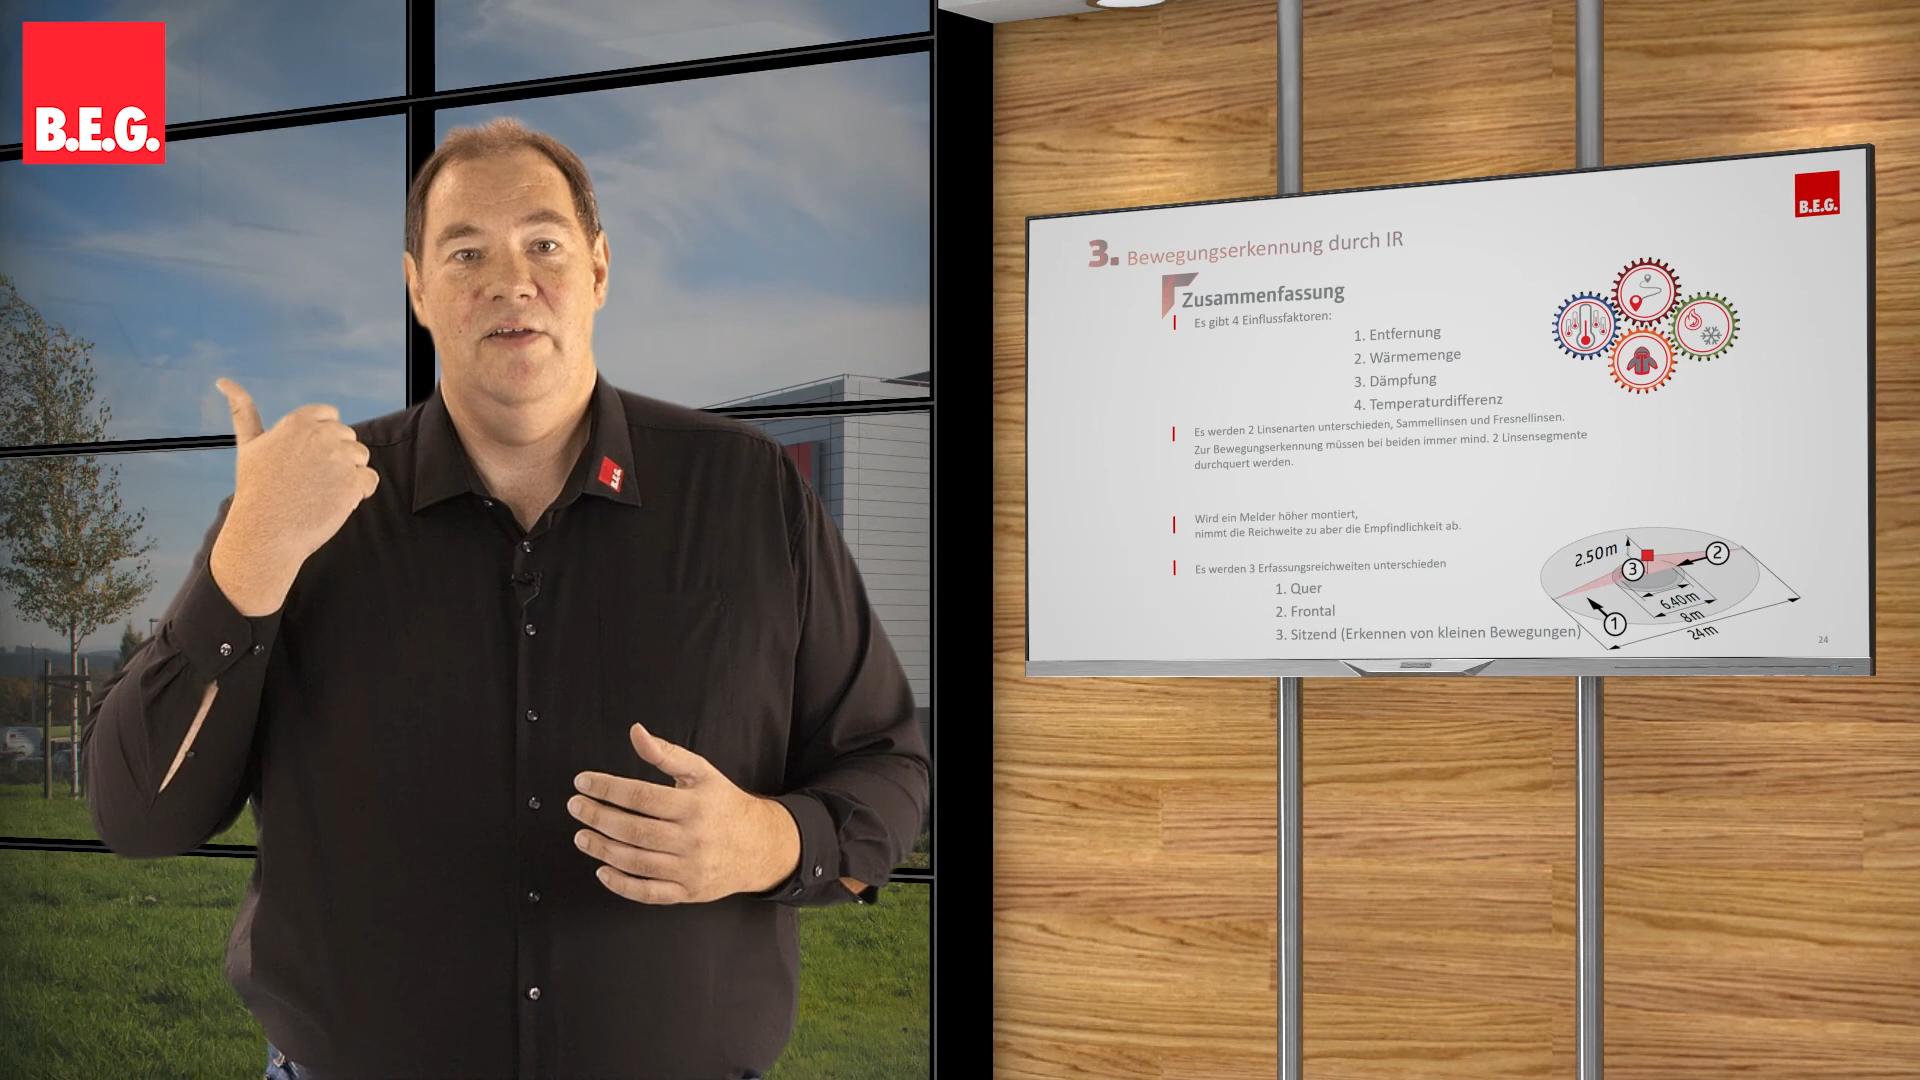 B.E.G.
B.E.G.
B.E.G.
3. Bewegungserkennung durch IR
Zusammenfassung
Es gibt 4 Einflussfaktoren:
1. Entfernung
2. Wärmemenge
3. Dämpfung
4. Temperaturdifferenz
Es werden 2 Linsenarten unterschieden, Sammellinsen und Fresnellinsen.
Zur Bewegungserkennung müssen bei beiden immer mind. 2 Linsensegmente
durchquert werden.
Wird ein Melder höher montiert,
nimmt die Reichweite zu aber die Empfindlichkeit ab.
Es werden 3 Erfassungsreichweiten unterschieden
1. Quer
2. Frontal
3. Sitzend (Erkennen von kleinen Bewegungen)
2.50m
3
2
1
6.40m
8m
24m
24